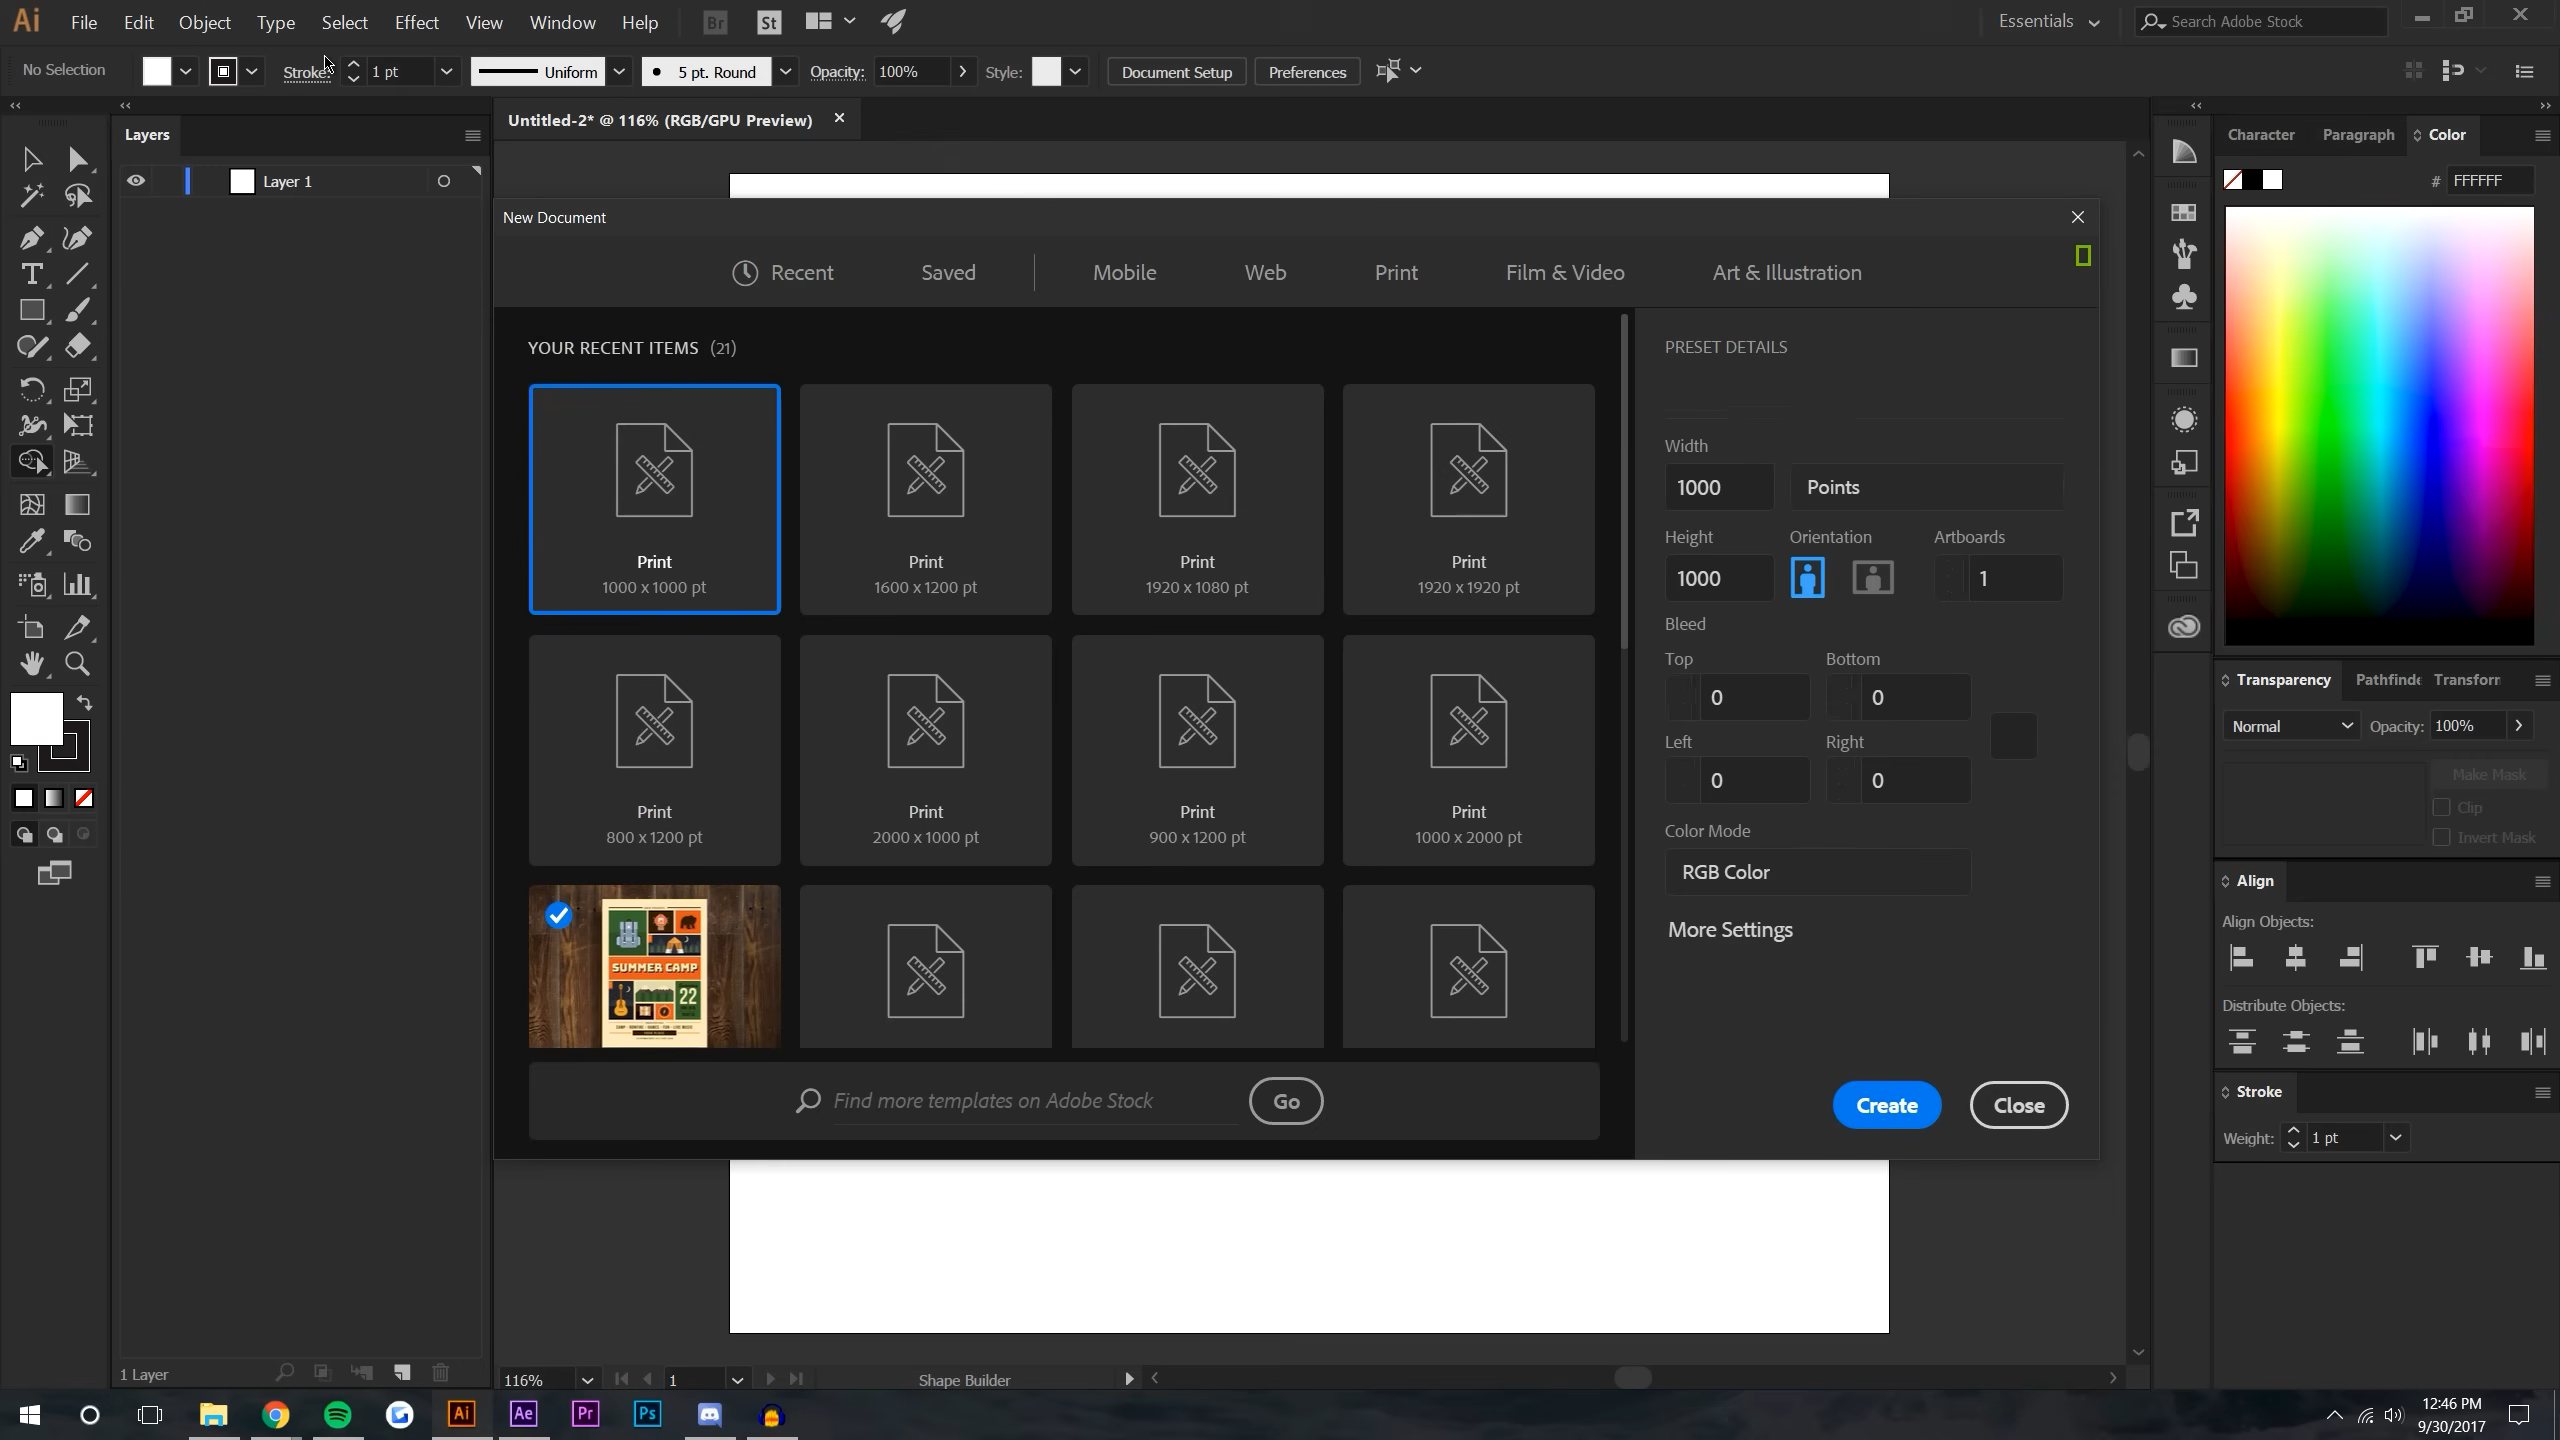 Ai File Edit Object Type Select Effect View Window Help Br St Essentials Search Adobe Stock
No Selection Stroke: 1 pt Uniform 5 pt. Round Opacity: 100% Style: Document Setup Preferences
Untitled-2* @ 116% (RGB/GPU Preview)
Layers
Layer 1
1 Layer
New Document
Recent Saved Mobile Web Print Film & Video Art & Illustration
YOUR RECENT ITEMS (21)
Print
1000 x 1000 pt
Print
1600 x 1200 pt
Print
1920 x 1080 pt
Print
1920 x 1920 pt
Print
800 x 1200 pt
Print
2000 x 1000 pt
Print
900 x 1200 pt
Print
1000 x 2000 pt
SUMMER CAMP
22
Find more templates on Adobe Stock Go
PRESET DETAILS
Width
1000 Points
Height Orientation Artboards
1000 1
Bleed
Top Bottom
0 0
Left Right
0 0
Color Mode
RGB Color
More Settings
Create Close
Character Paragraph Color
# FFFFFF
Transparency Pathfinde Transforn
Normal Opacity: 100%
Make Mask
Clip
Invert Mask
Align
Align Objects:
Distribute Objects:
Stroke
Weight: 1 pt
116% 1 Shape Builder
Ai Ae Pr Ps
12:46 PM
9/30/2017